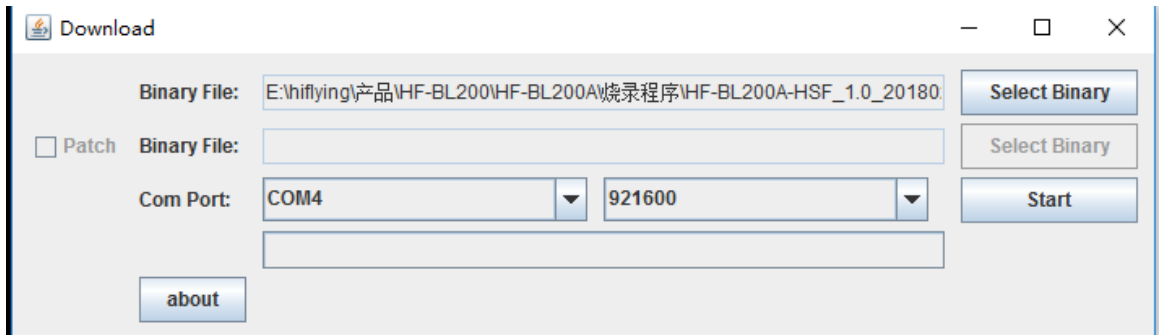 Download
Binary File: E:\hiflying\产品\HF-BL200\HF-BL200A\烧录程序\HF-BL200A-HSF_1.0_20180 Select Binary
Patch Binary File: Select Binary
Com Port: COM4 921600 Start
about